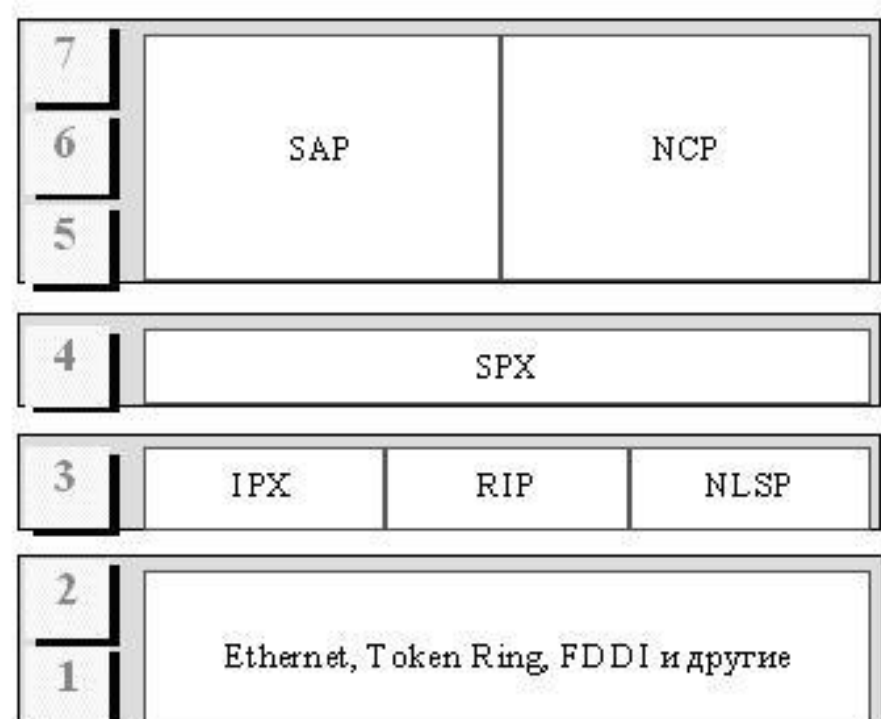 7
6
5
SAP
NCP
4
SPX
3
IPX
RIP
NLSP
2
1
Ethernet, Token Ring, FDDI и другие